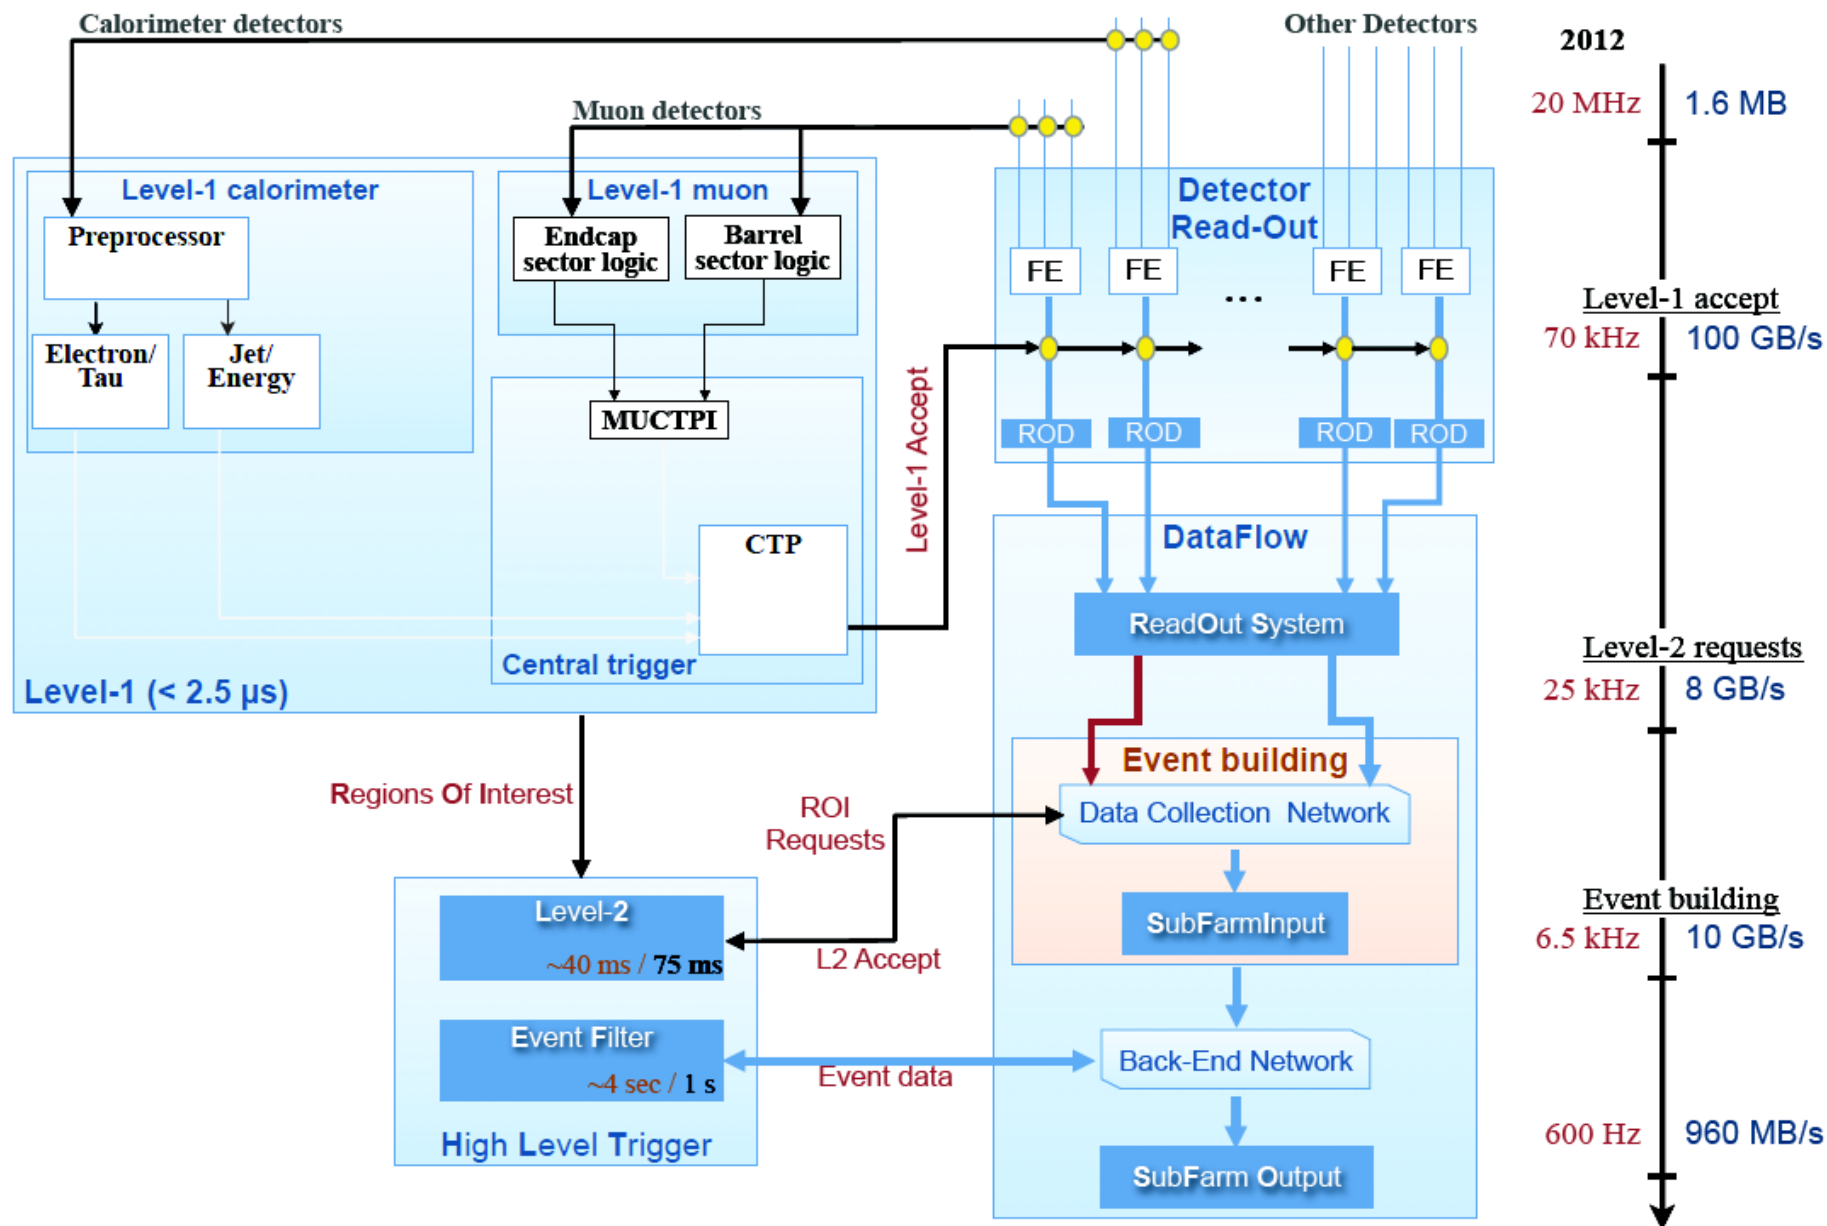 Calorimeter detectors
Other Detectors
2012
20 MHz
1.6 MB
Muon detectors
Level-1 calorimeter
Level-1 muon
Detector
Read-Out
Preprocessor
Endcap
sector logic
Barrel
sector logic
FE
FE
FE
FE
...
Level-1 accept
70 kHz
100 GB/s
Electron/
Tau
Jet/
Energy
MUCTPI
Level-1 Accept
ROD
ROD
ROD
ROD
CTP
DataFlow
ReadOut System
Central trigger
Level-1 (< 2.5 µs)
Level-2 requests
25 kHz
8 GB/s
Regions Of Interest
ROI
Requests
Event building
Data Collection Network
Level-2
~40 ms / 75 ms
L2 Accept
SubFarmInput
Event building
6.5 kHz
10 GB/s
Event Filter
~4 sec / 1 s
Event data
Back-End Network
High Level Trigger
SubFarm Output
600 Hz
960 MB/s